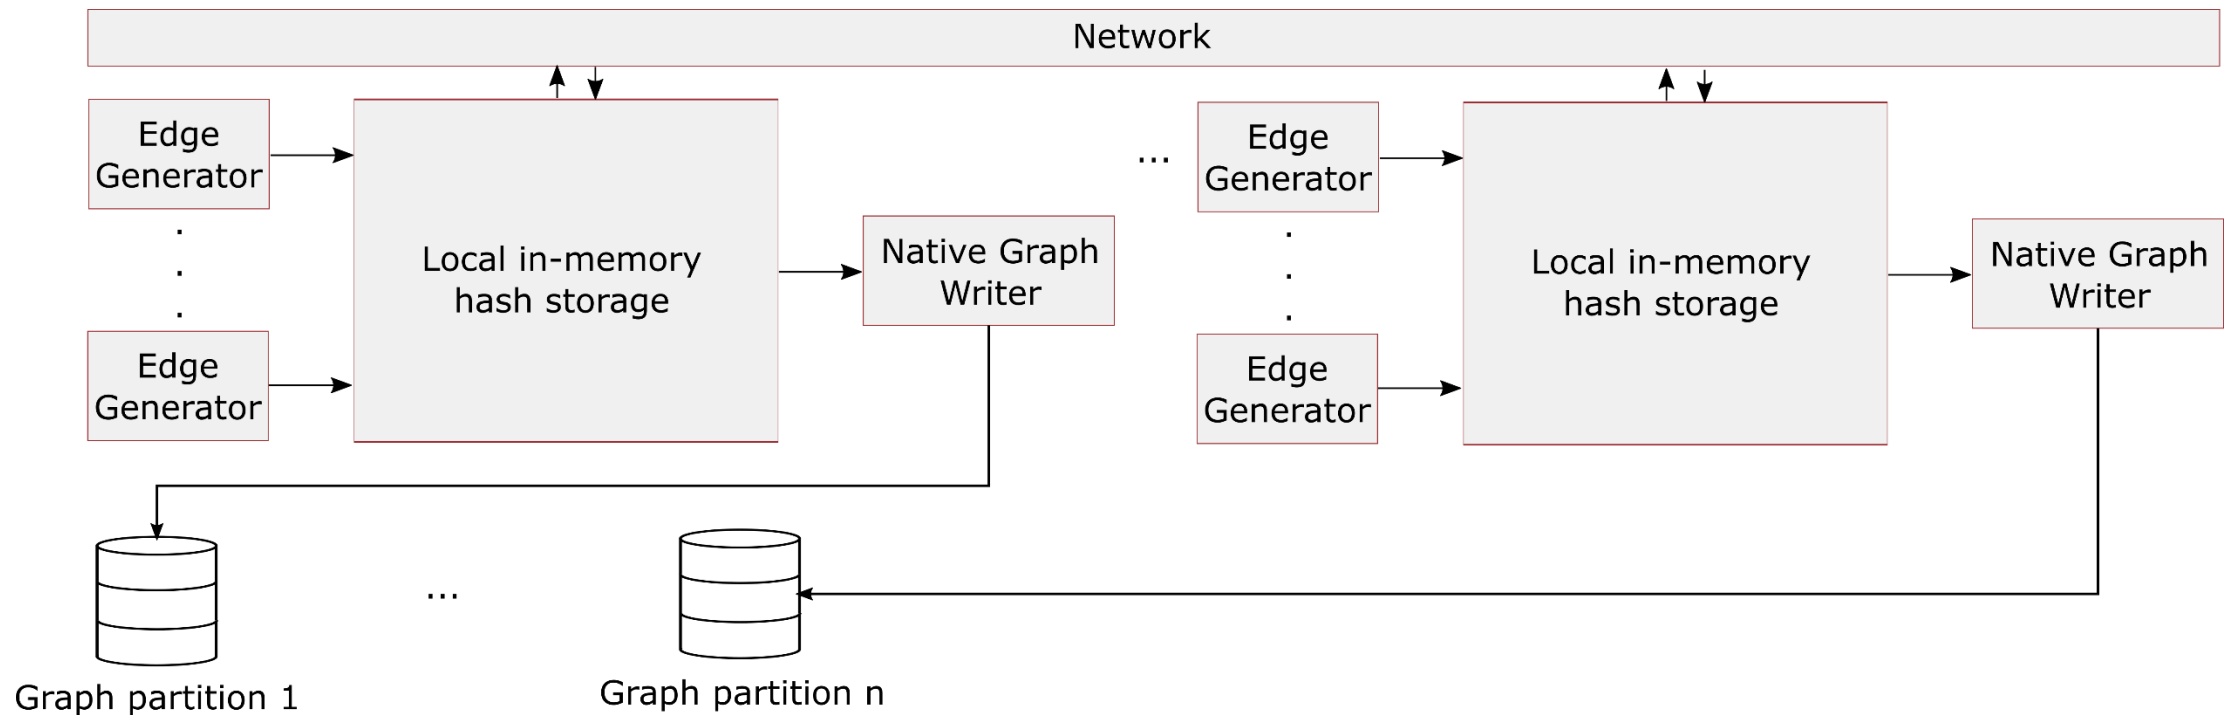 Network
Edge
Generator
.
.
.
Edge
Generator
Local in-memory
hash storage
Native Graph
Writer
...
Edge
Generator
.
.
.
Edge
Generator
Local in-memory
hash storage
Native Graph
Writer
Graph partition 1
...
Graph partition n